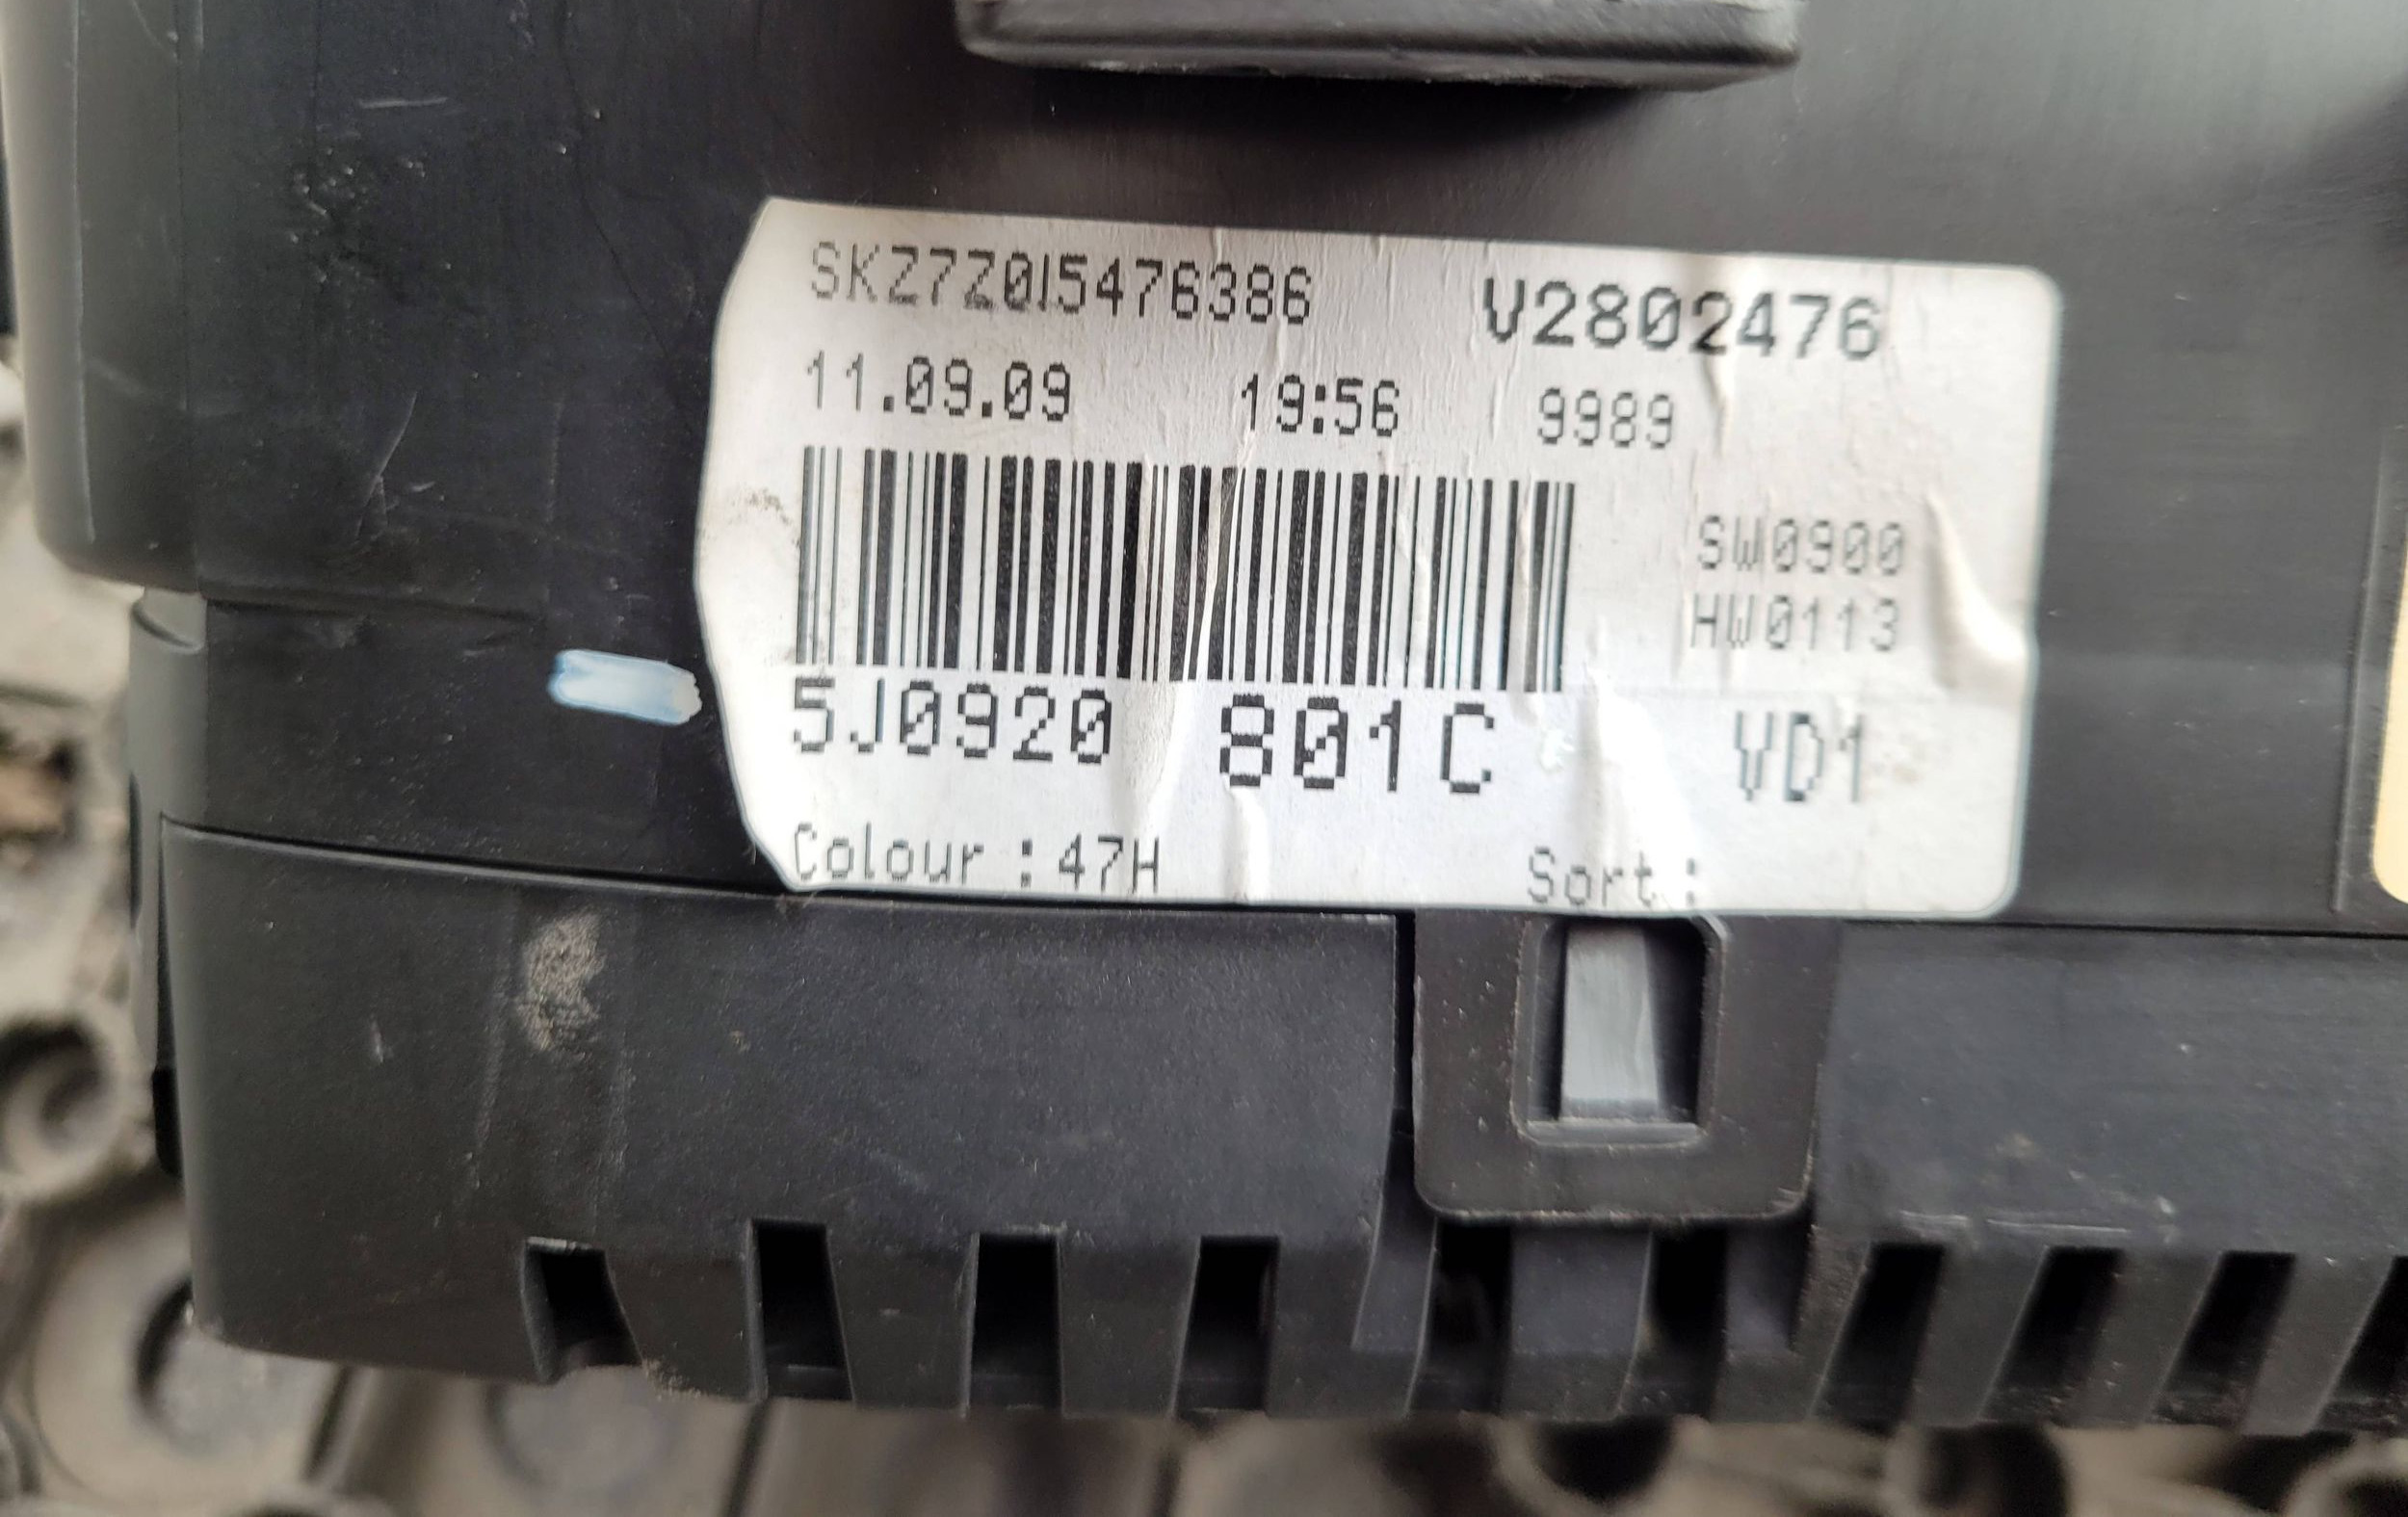 SKZ7Z0I5476386 V2802476
11.09.09 19:56 9989
SW0900
HW0113
5J0920 801C VD1
Colour : 47H Sort :